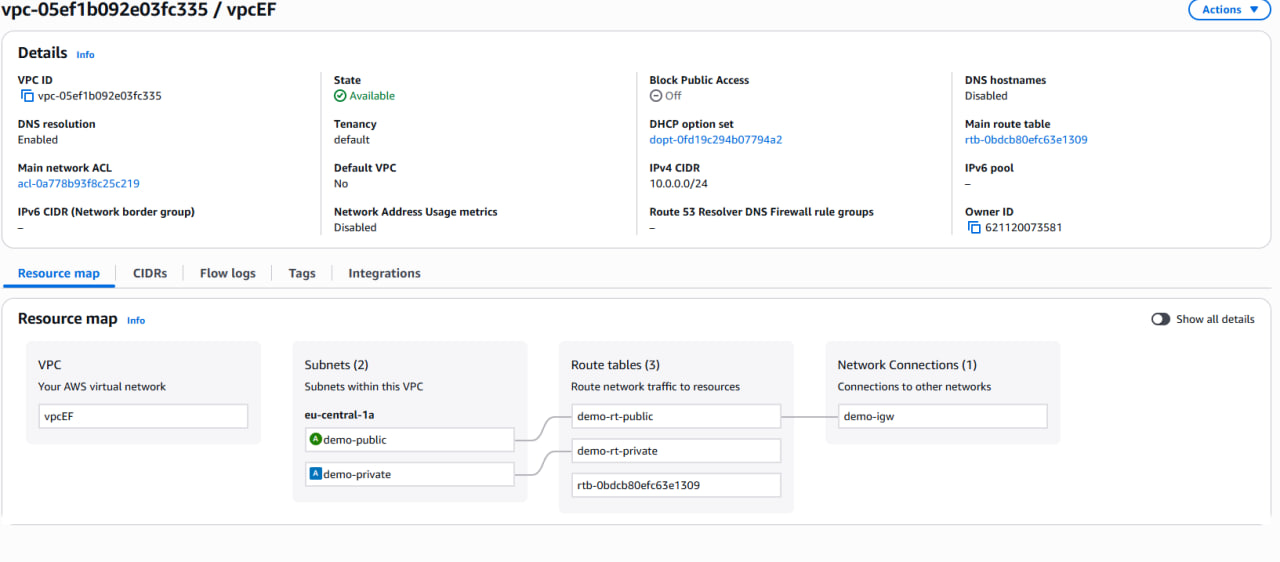 vpc-05ef1b092e03fc335 / vpcEF
Actions
Details Info
VPC ID
vpc-05ef1b092e03fc335
State
Available
Block Public Access
Off
DNS hostnames
Disabled
DNS resolution
Enabled
Tenancy
default
DHCP option set
dopt-0fd19c294b07794a2
Main route table
rtb-0bdcb80efc63e1309
Main network ACL
acl-0a778b93f8c25c219
Default VPC
No
IPv4 CIDR
10.0.0.0/24
IPv6 pool
–
IPv6 CIDR (Network border group)
–
Network Address Usage metrics
Disabled
Route 53 Resolver DNS Firewall rule groups
–
Owner ID
621120073581
Resource map CIDRs Flow logs Tags Integrations
Resource map Info
Show all details
VPC
Your AWS virtual network
vpcEF
Subnets (2)
Subnets within this VPC
eu-central-1a
A demo-public
A demo-private
Route tables (3)
Route network traffic to resources
demo-rt-public
demo-rt-private
rtb-0bdcb80efc63e1309
Network Connections (1)
Connections to other networks
demo-igw